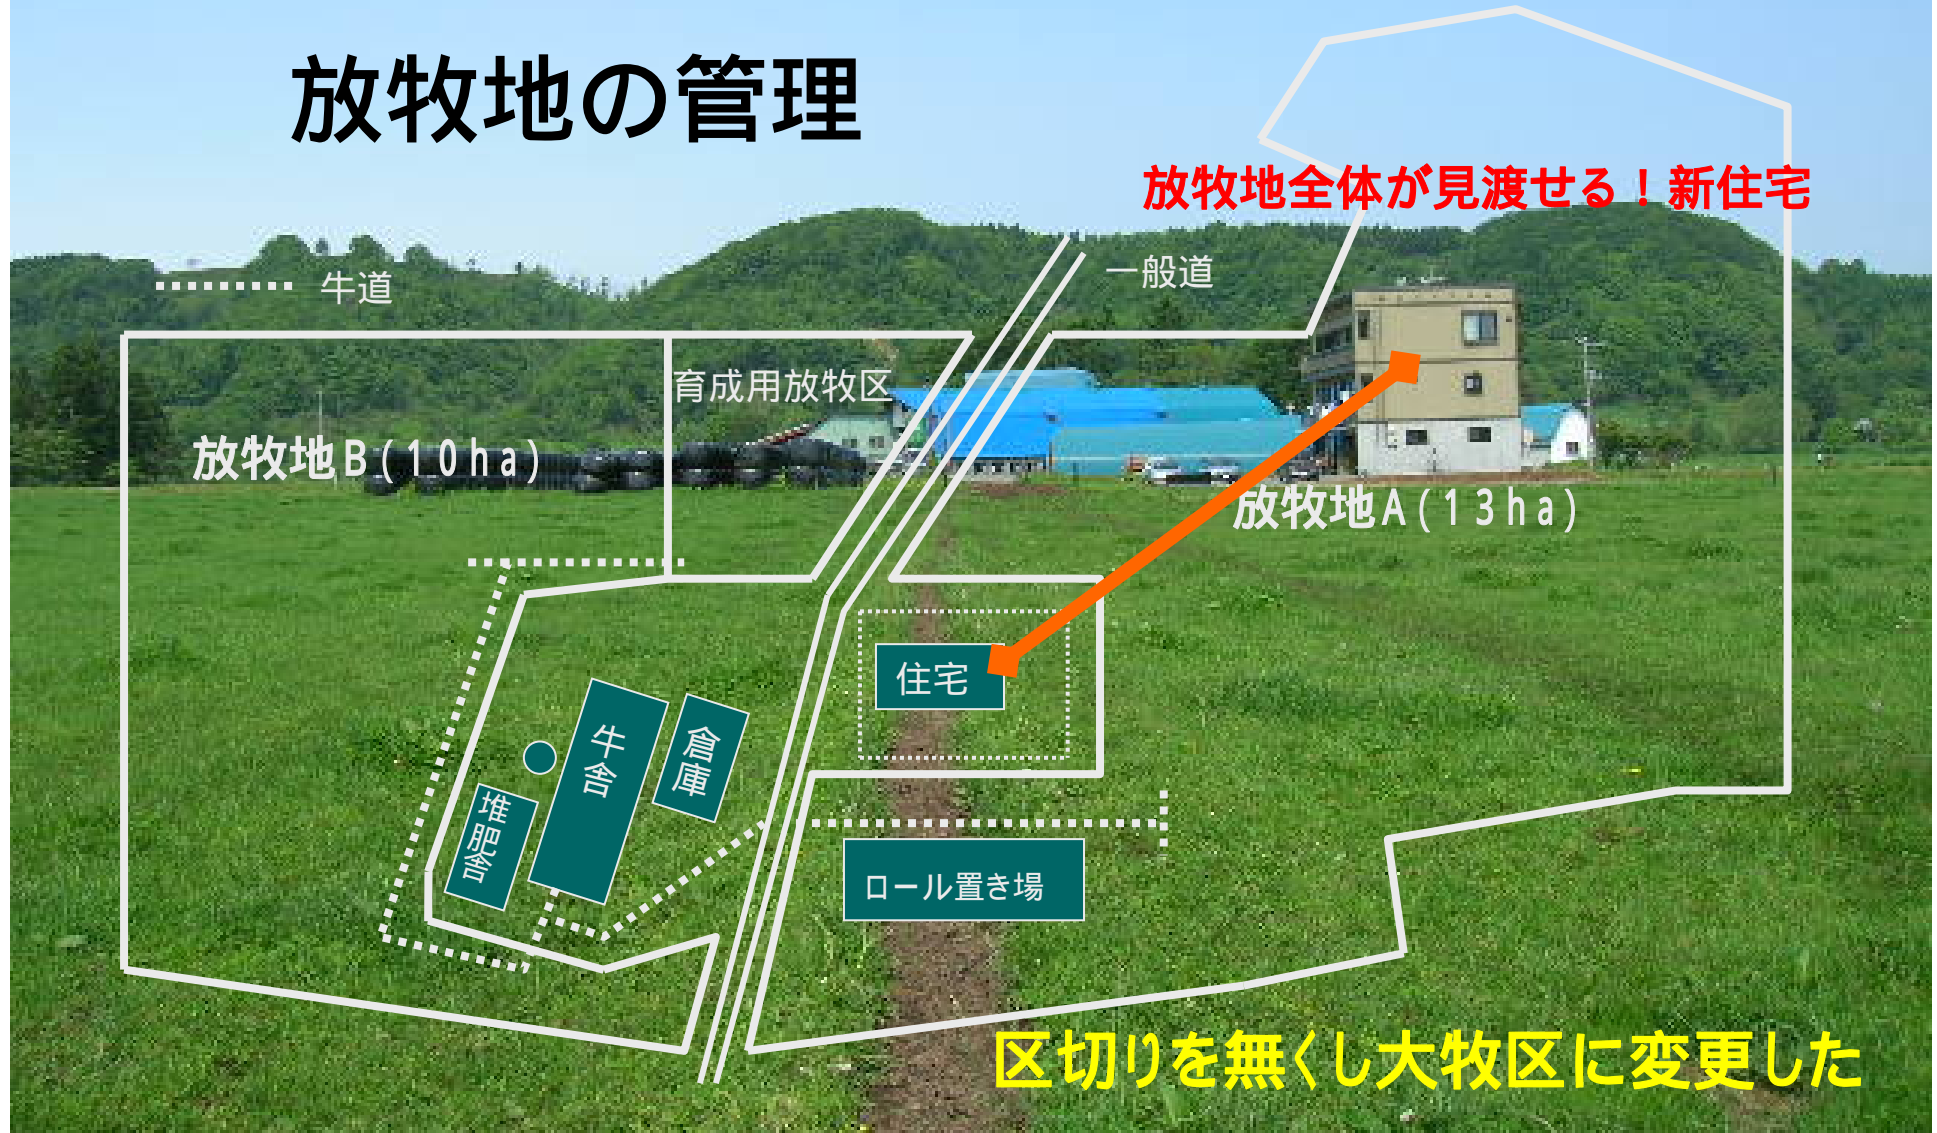 放牧地の管理
放牧地全体が見渡せる！新住宅
牛道
一般道
育成用放牧区
放牧地B(10ha)
放牧地A(13ha)
住宅
牛舎
倉庫
堆肥舎
ロール置き場
区切りを無くし大牧区に変更した